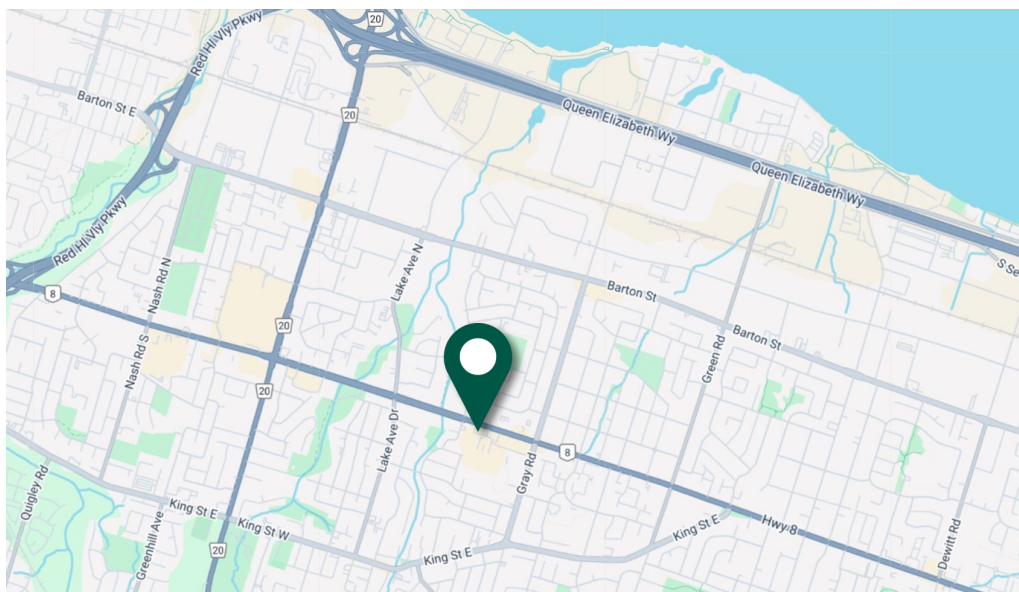 20
Red Hl Vly Pkwy
Barton St E
20
Queen Elizabeth Wy
Queen Elizabeth Wy
Red Hl Vly Pkwy
S Se
Lake Ave N
Nash Rd N
8
Barton St
20
Barton St
Green Rd
Nash Rd S
20
Lake Ave Dr
8
Gray Rd
Quigley Rd
King St E
King St W
Hwy 8
King St E
Dewitt Rd
Greenhill Ave
20
King St E